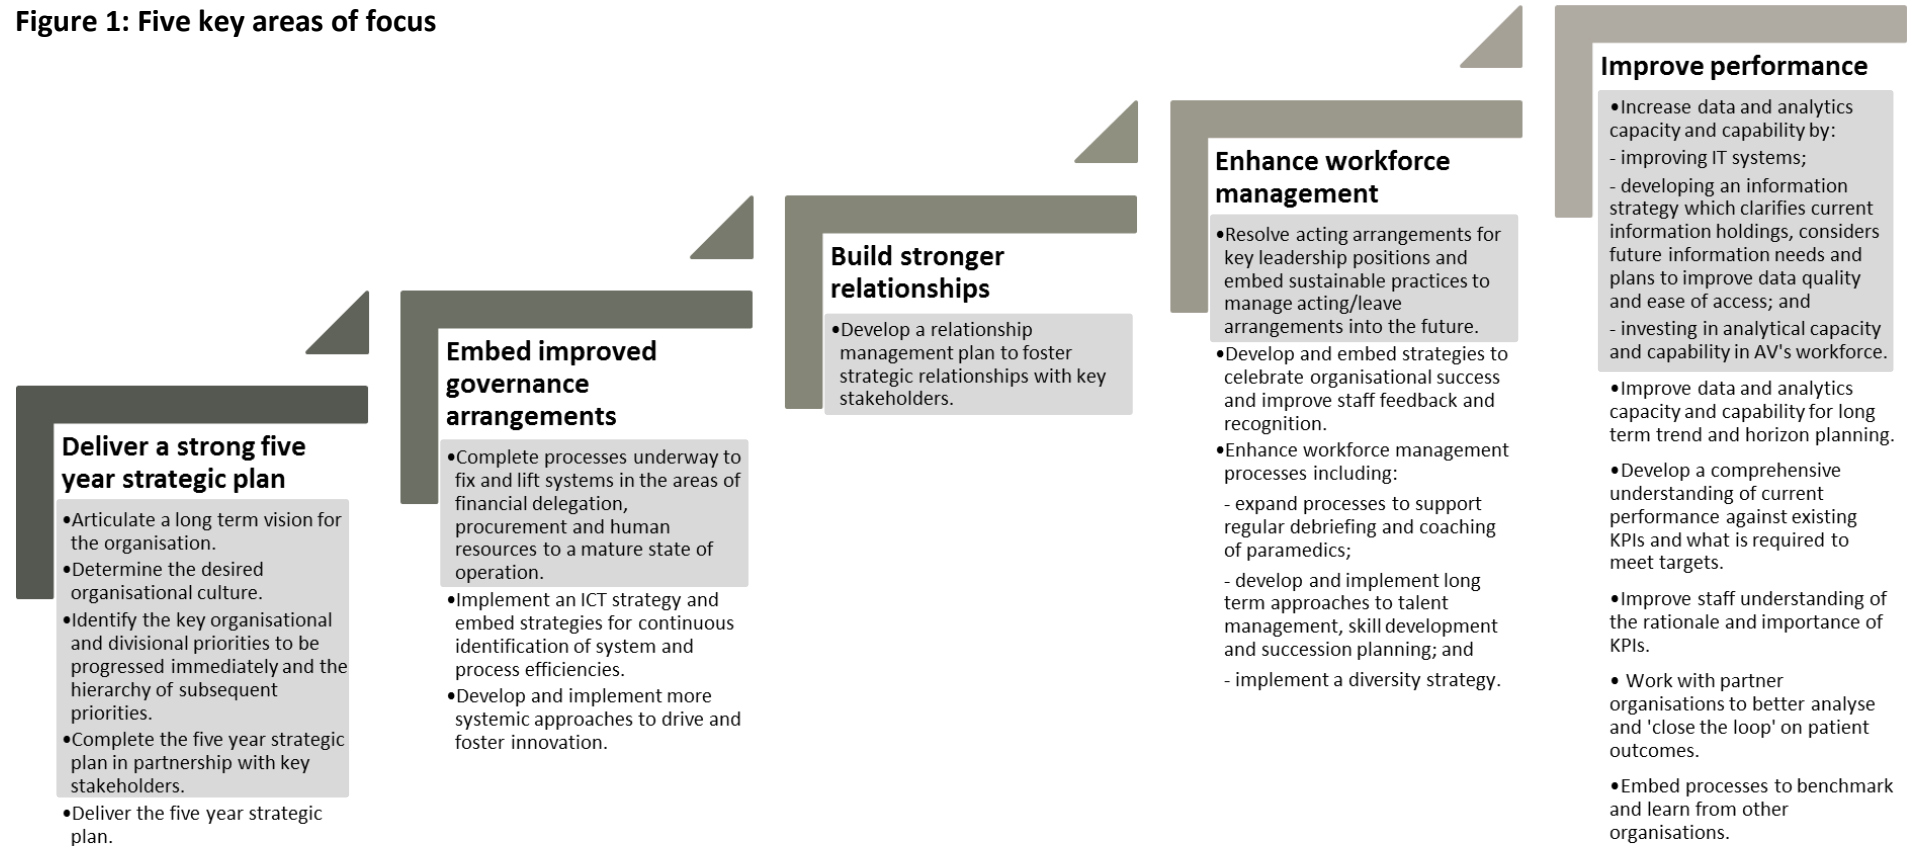 Figure 1: Five key areas of focus
Deliver a strong five
year strategic plan
•Articulate a long term vision for
the organisation.
•Determine the desired
organisational culture.
•Identify the key organisational
and divisional priorities to be
progressed immediately and the
hierarchy of subsequent
priorities.
•Complete the five year strategic
plan in partnership with key
stakeholders.
•Deliver the five year strategic
plan.
Embed improved
governance
arrangements
•Complete processes underway to
fix and lift systems in the areas of
financial delegation,
procurement and human
resources to a mature state of
operation.
•Implement an ICT strategy and
embed strategies for continuous
identification of system and
process efficiencies.
•Develop and implement more
systemic approaches to drive and
foster innovation.
Build stronger
relationships
•Develop a relationship
management plan to foster
strategic relationships with key
stakeholders.
Enhance workforce
management
•Resolve acting arrangements for
key leadership positions and
embed sustainable practices to
manage acting/leave
arrangements into the future.
•Develop and embed strategies to
celebrate organisational success
and improve staff feedback and
recognition.
•Enhance workforce management
processes including:
- expand processes to support
regular debriefing and coaching
of paramedics;
- develop and implement long
term approaches to talent
management, skill development
and succession planning; and
- implement a diversity strategy.
Improve performance
•Increase data and analytics
capacity and capability by:
- improving IT systems;
- developing an information
strategy which clarifies current
information holdings, considers
future information needs and
plans to improve data quality
and ease of access; and
- investing in analytical capacity
and capability in AV's workforce.
•Improve data and analytics
capacity and capability for long
term trend and horizon planning.
•Develop a comprehensive
understanding of current
performance against existing
KPIs and what is required to
meet targets.
•Improve staff understanding of
the rationale and importance of
KPIs.
• Work with partner
organisations to better analyse
and 'close the loop' on patient
outcomes.
•Embed processes to benchmark
and learn from other
organisations.